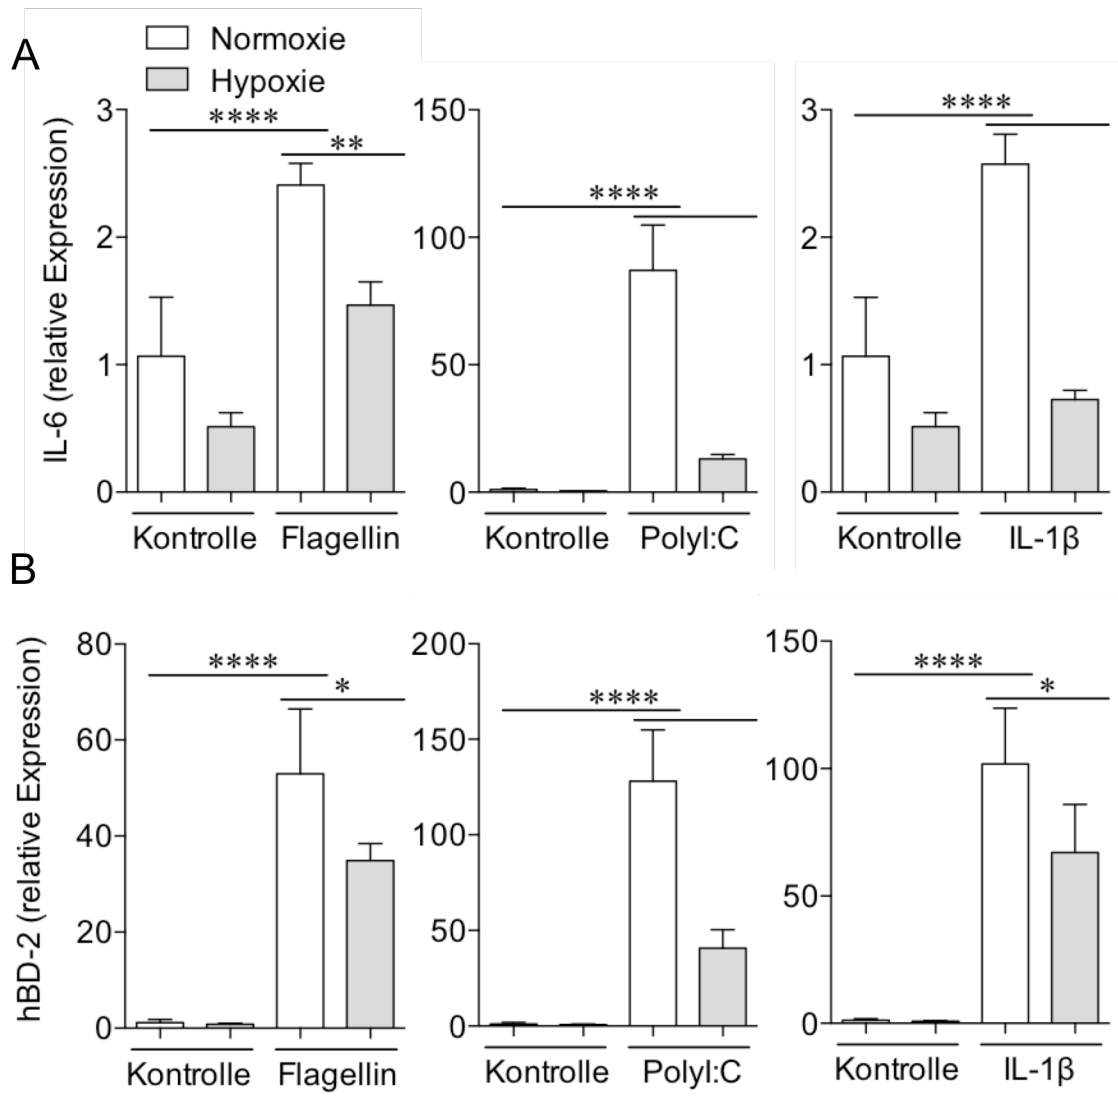 A
Normoxie
Hypoxie
IL-6 (relative Expression)
3
2
1
0
****
**
Kontrolle
Flagellin
150
100
50
0
****
Kontrolle
PolyI:C
3
2
1
0
****
Kontrolle
IL-1β
B
hBD-2 (relative Expression)
80
60
40
20
0
****
*
Kontrolle
Flagellin
200
150
100
50
0
****
Kontrolle
PolyI:C
150
100
50
0
****
*
Kontrolle
IL-1β